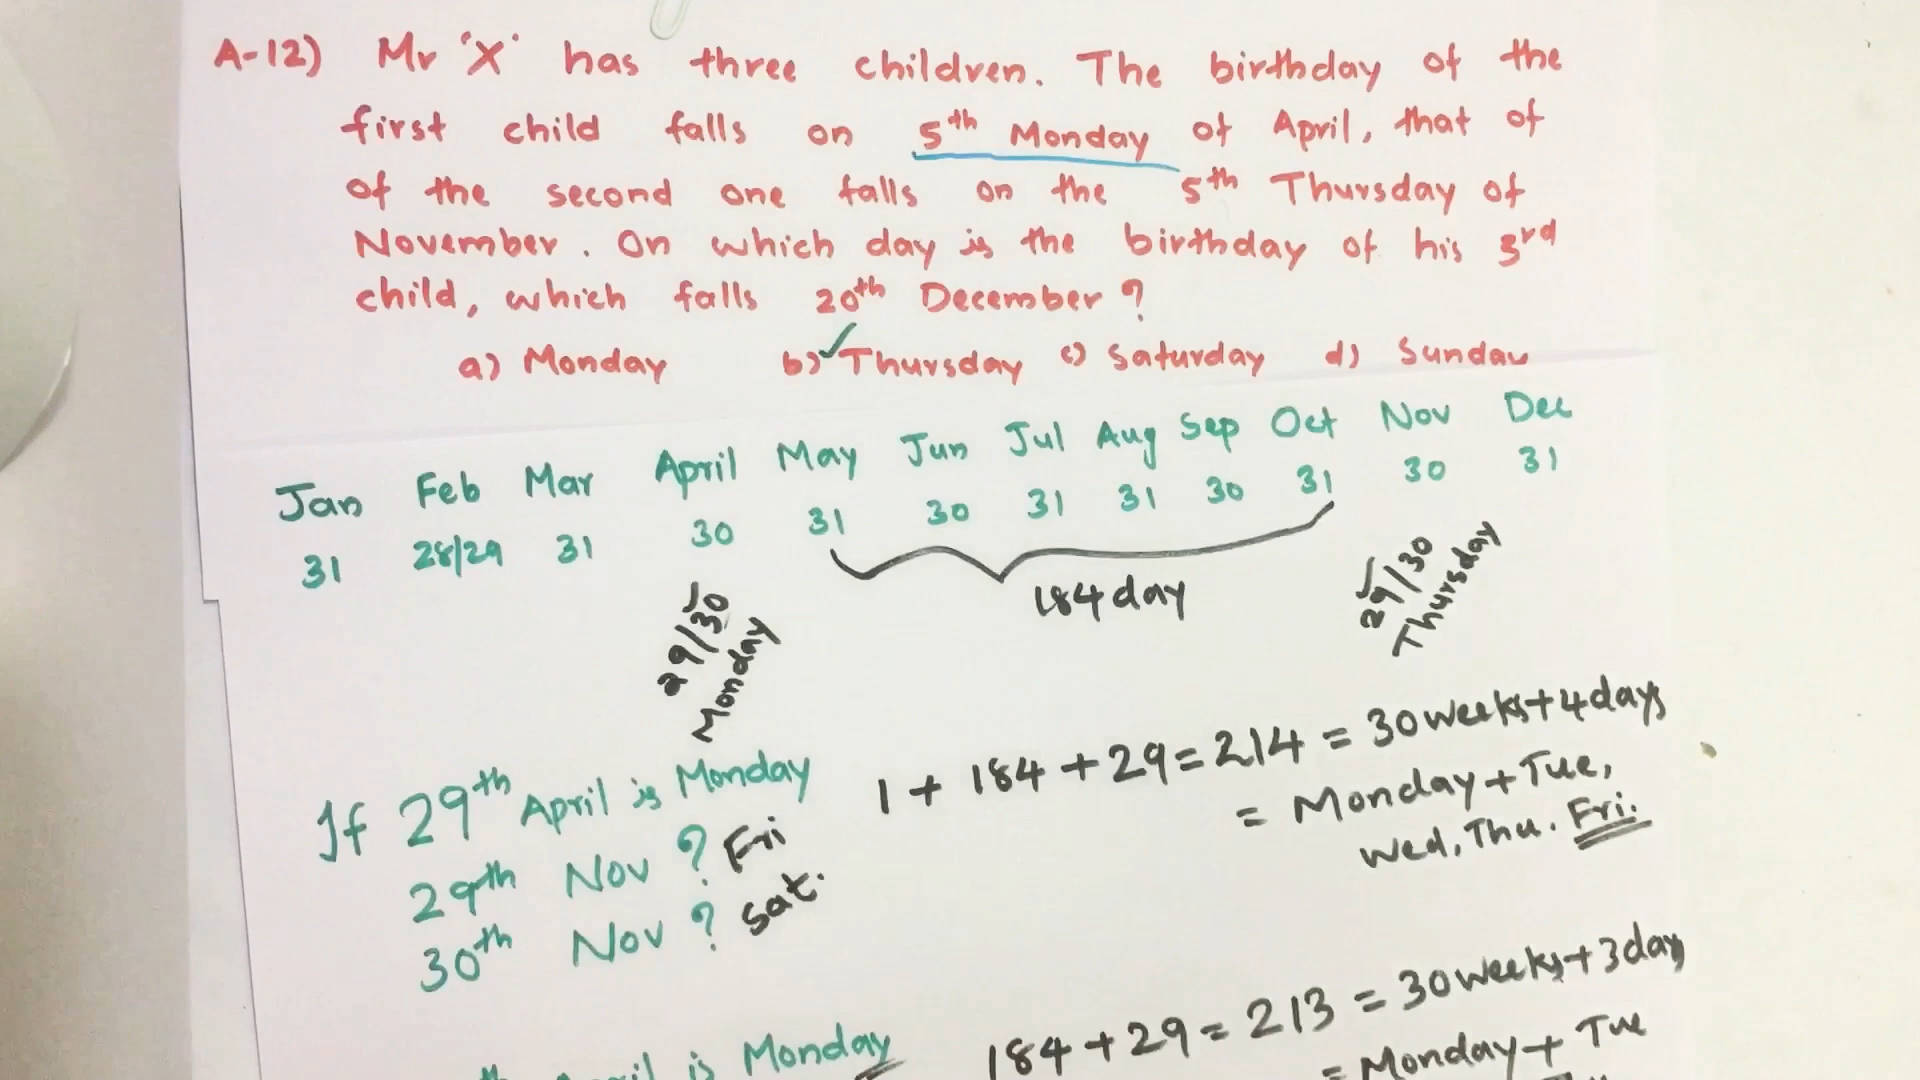 A-12) Mr 'X' has three children. The birthday of the
first child falls on 5th Monday of April, that of
of the second one falls on the 5th Thursday of
November. On which day is the birthday of his 3rd
child, which falls 20th December?
a) Monday b) Thursday c) Saturday d) Sunday
Jan Feb Mar April May Jun Jul Aug Sep Oct Nov Dec
31 28/29 31 30 31 30 31 31 30 31 30 31
184 day
29/30
Monday
29/30
Thursday
If 29th April is Monday
29th Nov ? Fri
30th Nov ? Sat.
1 + 184 + 29 = 214 = 30 weeks + 4 days
= Monday + Tue,
Wed, Thu. Fri.
April is Monday
184 + 29 = 213 = 30 weeks + 3 day
= Monday + Tue